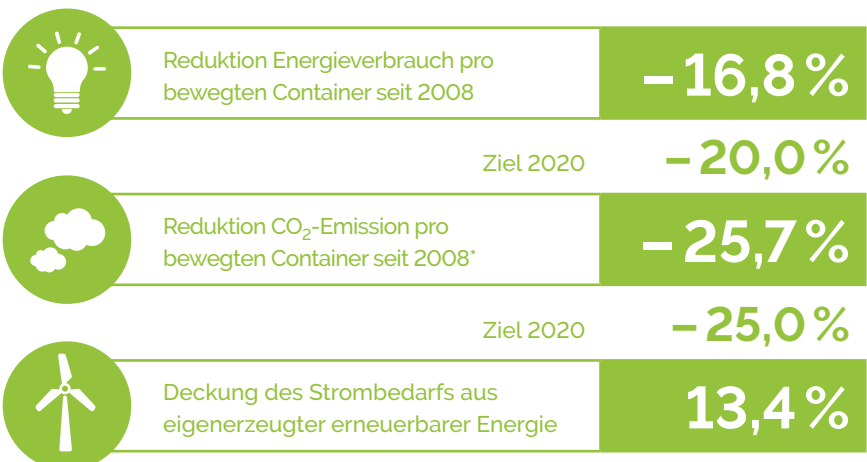 Reduktion Energieverbrauch pro
bewegten Container seit 2008
– 16,8 %
Ziel 2020
– 20,0 %
Reduktion CO₂-Emission pro
bewegten Container seit 2008*
– 25,7 %
Ziel 2020
– 25,0 %
Deckung des Strombedarfs aus
eigenerzeugter erneuerbarer Energie
13,4 %